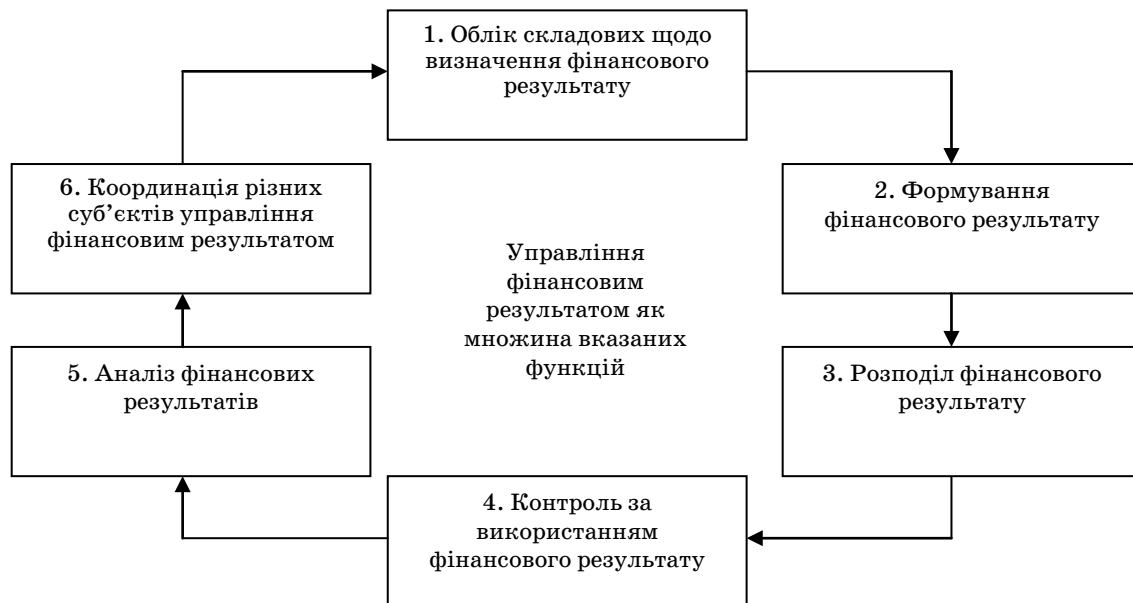 1. Облік складових щодо
визначення фінансового
результату
2. Формування
фінансового результату
3. Розподіл фінансового
результату
4. Контроль за
використанням
фінансового результату
5. Аналіз фінансових
результатів
6. Координація різних
суб’єктів управління
фінансовим результатом
Управління
фінансовим
результатом як
множина вказаних
функцій